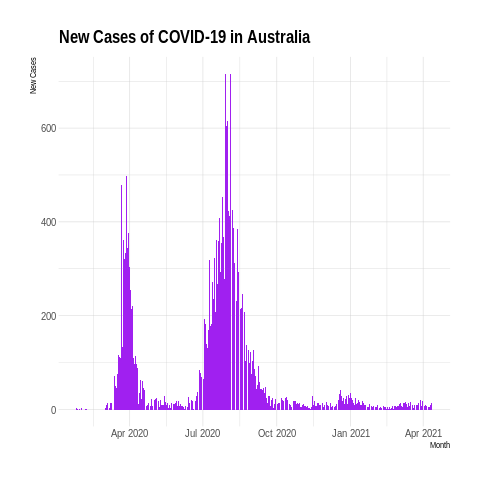 New Cases of COVID-19 in Australia
New Cases
600
400
200
0
Apr 2020 Jul 2020 Oct 2020 Jan 2021 Apr 2021
Month